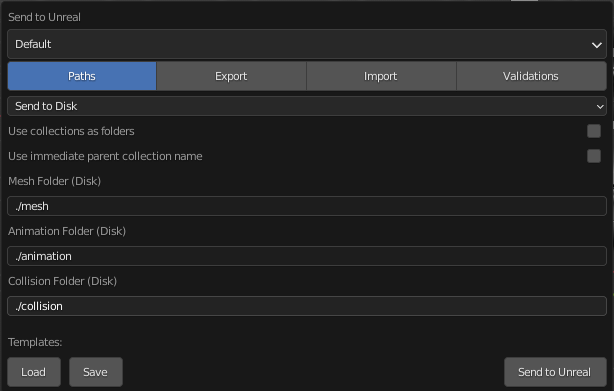 Send to Unreal
Default
Paths Export Import Validations
Send to Disk
Use collections as folders
Use immediate parent collection name
Mesh Folder (Disk)
./mesh
Animation Folder (Disk)
./animation
Collision Folder (Disk)
./collision
Templates:
Load Save Send to Unreal